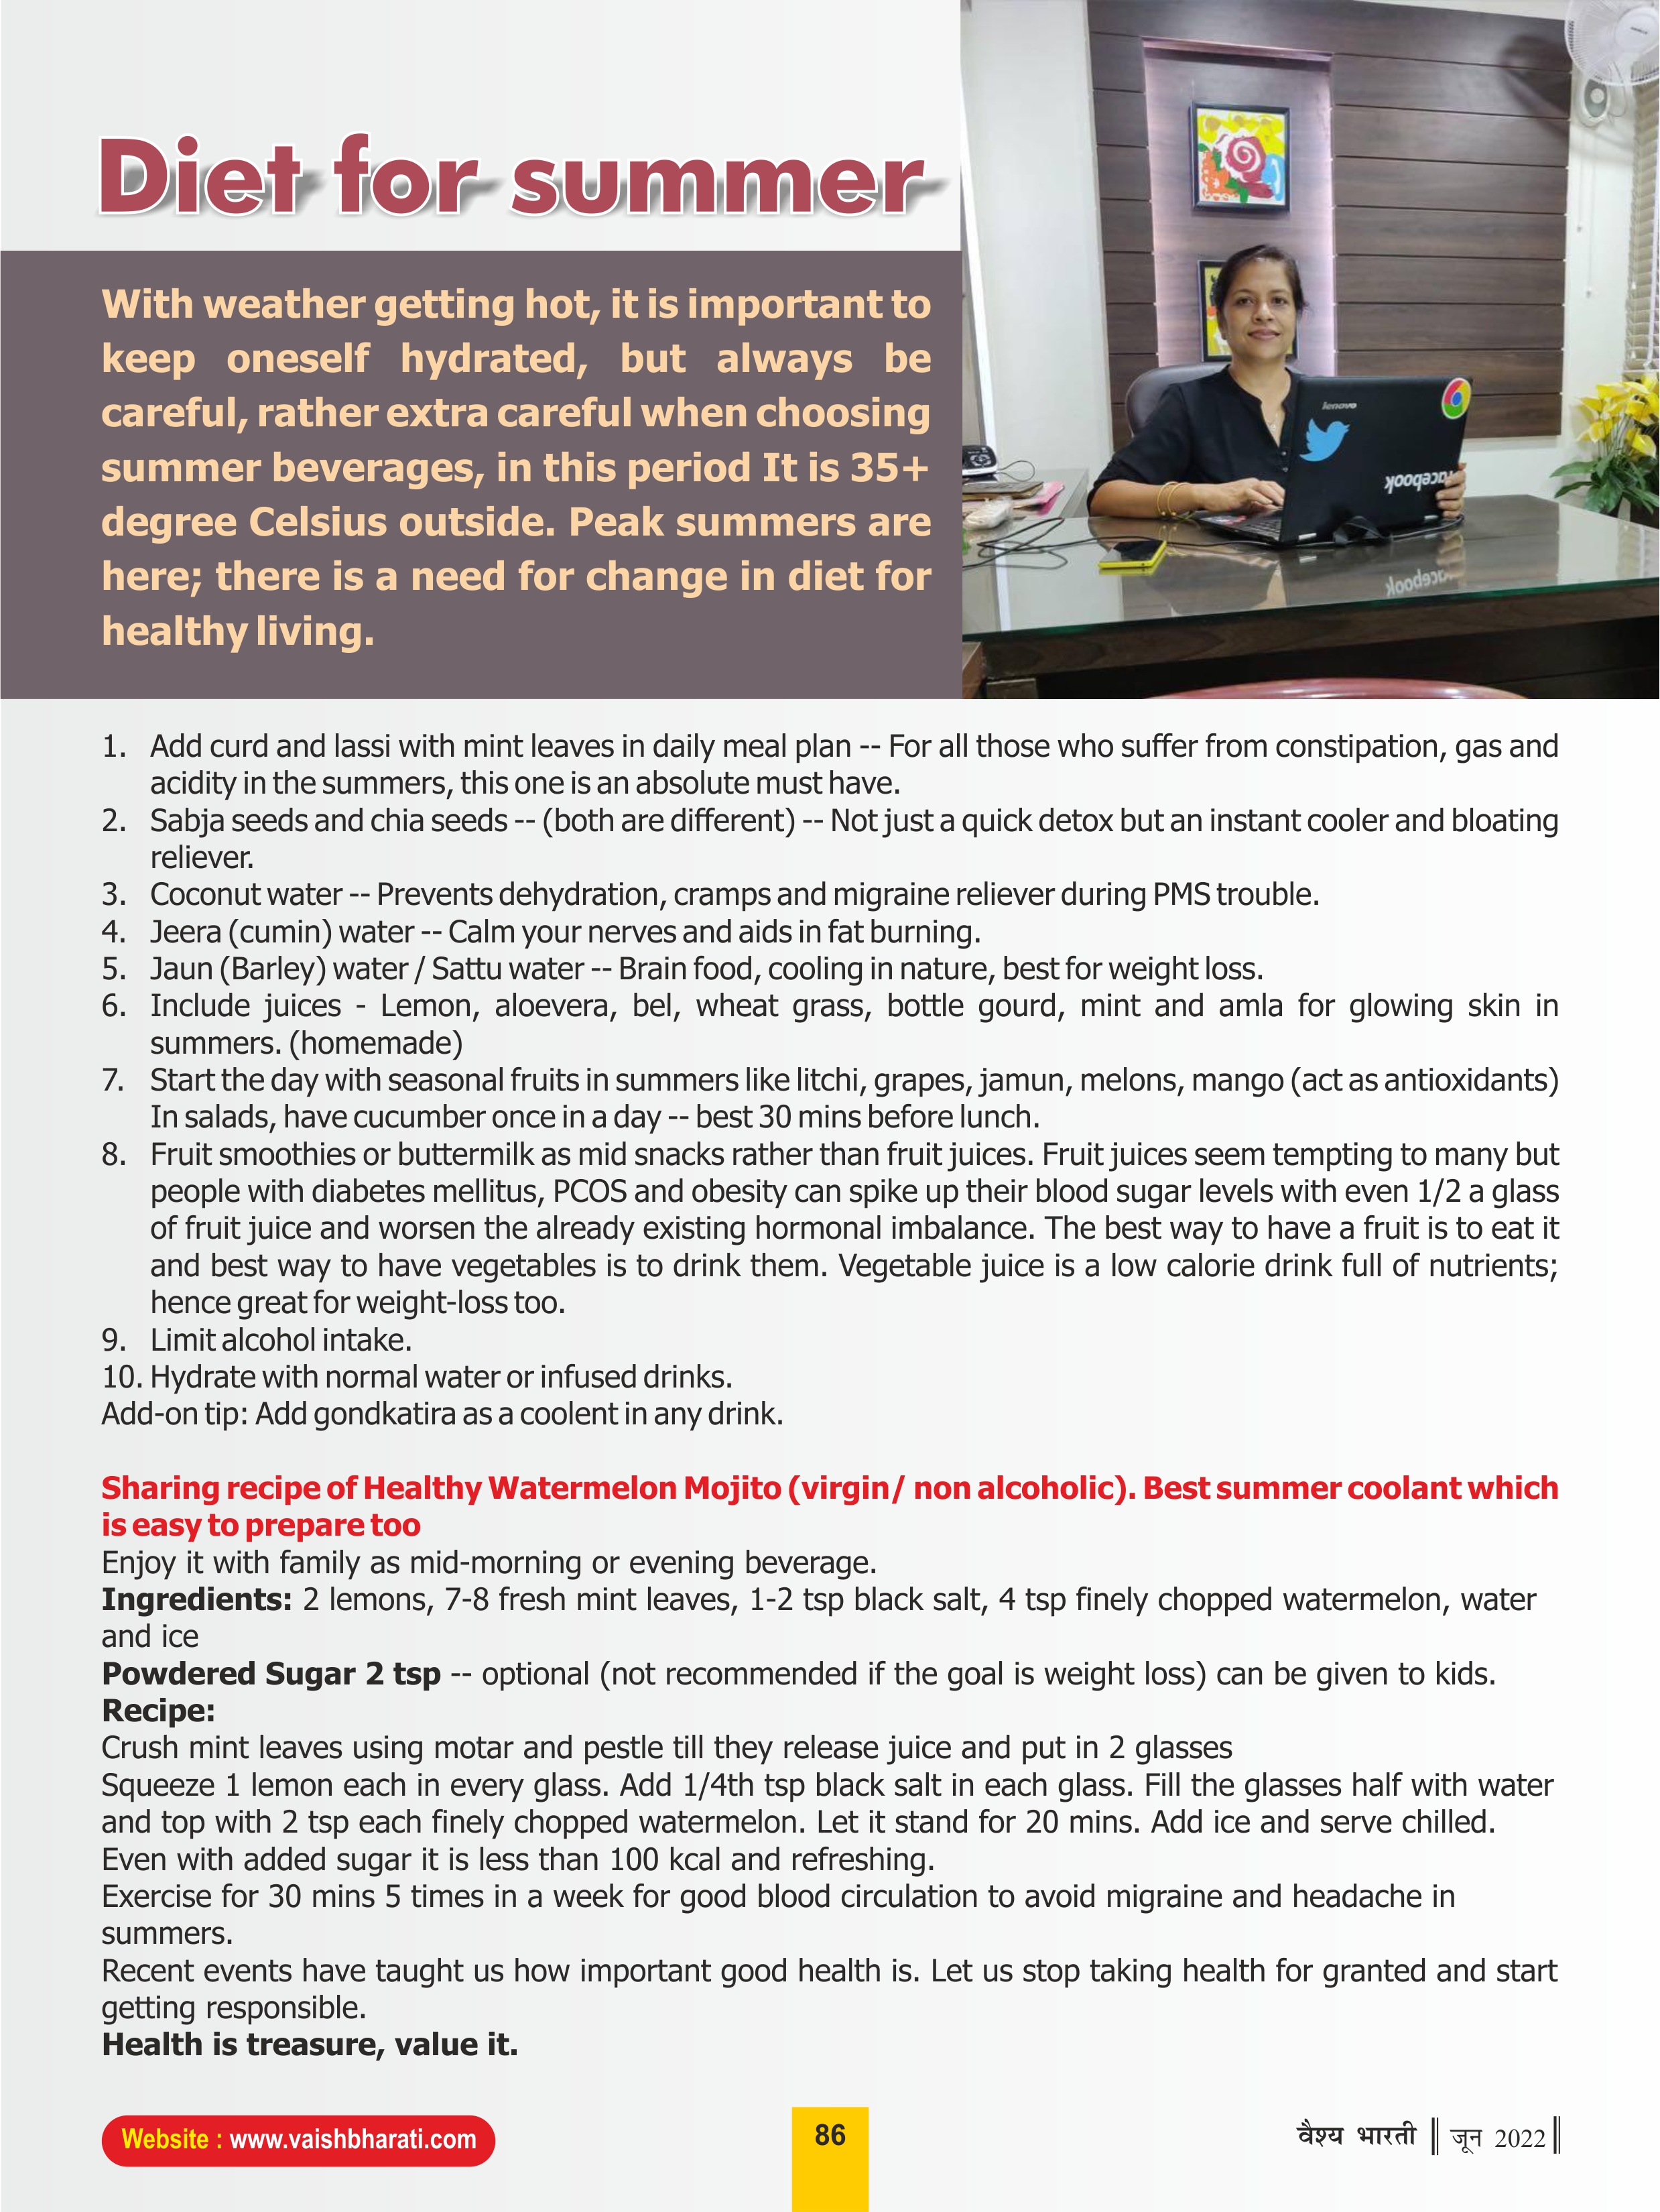 Diet for summer
With weather getting hot, it is important to
keep oneself hydrated, but always be
careful, rather extra careful when choosing
summer beverages, in this period It is 35+
degree Celsius outside. Peak summers are
here; there is a need for change in diet for
healthy living.
lenovo
facebook
1. Add curd and lassi with mint leaves in daily meal plan -- For all those who suffer from constipation, gas and
acidity in the summers, this one is an absolute must have.
2. Sabja seeds and chia seeds -- (both are different) -- Not just a quick detox but an instant cooler and bloating
reliever.
3. Coconut water -- Prevents dehydration, cramps and migraine reliever during PMS trouble.
4. Jeera (cumin) water -- Calm your nerves and aids in fat burning.
5. Jaun (Barley) water / Sattu water -- Brain food, cooling in nature, best for weight loss.
6. Include juices - Lemon, aloevera, bel, wheat grass, bottle gourd, mint and amla for glowing skin in
summers. (homemade)
7. Start the day with seasonal fruits in summers like litchi, grapes, jamun, melons, mango (act as antioxidants)
In salads, have cucumber once in a day -- best 30 mins before lunch.
8. Fruit smoothies or buttermilk as mid snacks rather than fruit juices. Fruit juices seem tempting to many but
people with diabetes mellitus, PCOS and obesity can spike up their blood sugar levels with even 1/2 a glass
of fruit juice and worsen the already existing hormonal imbalance. The best way to have a fruit is to eat it
and best way to have vegetables is to drink them. Vegetable juice is a low calorie drink full of nutrients;
hence great for weight-loss too.
9. Limit alcohol intake.
10. Hydrate with normal water or infused drinks.
Add-on tip: Add gondkatira as a coolent in any drink.
Sharing recipe of Healthy Watermelon Mojito (virgin/ non alcoholic). Best summer coolant which
is easy to prepare too
Enjoy it with family as mid-morning or evening beverage.
Ingredients: 2 lemons, 7-8 fresh mint leaves, 1-2 tsp black salt, 4 tsp finely chopped watermelon, water
and ice
Powdered Sugar 2 tsp -- optional (not recommended if the goal is weight loss) can be given to kids.
Recipe:
Crush mint leaves using motar and pestle till they release juice and put in 2 glasses
Squeeze 1 lemon each in every glass. Add 1/4th tsp black salt in each glass. Fill the glasses half with water
and top with 2 tsp each finely chopped watermelon. Let it stand for 20 mins. Add ice and serve chilled.
Even with added sugar it is less than 100 kcal and refreshing.
Exercise for 30 mins 5 times in a week for good blood circulation to avoid migraine and headache in
summers.
Recent events have taught us how important good health is. Let us stop taking health for granted and start
getting responsible.
Health is treasure, value it.
Website : www.vaishbharati.com
86
वैश्य भारती || जून 2022 ||